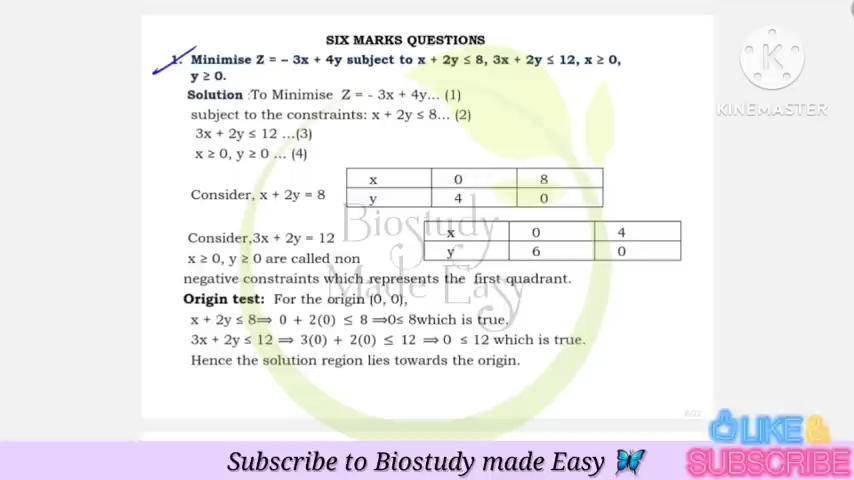 SIX MARKS QUESTIONS
1. Minimise Z = – 3x + 4y subject to x + 2y ≤ 8, 3x + 2y ≤ 12, x ≥ 0,
y ≥ 0.
Solution :To Minimise Z = - 3x + 4y... (1)
subject to the constraints: x + 2y ≤ 8... (2)
3x + 2y ≤ 12 ...(3)
x ≥ 0, y ≥ 0 ... (4)
Consider, x + 2y = 8
x 0 8
y 4 0
Consider,3x + 2y = 12
x 0 4
y 6 0
x ≥ 0, y ≥ 0 are called non
negative constraints which represents the first quadrant.
Origin test: For the origin (0, 0),
x + 2y ≤ 8⟹ 0 + 2(0) ≤ 8 ⟹0≤ 8which is true.
3x + 2y ≤ 12 ⟹ 3(0) + 2(0) ≤ 12 ⟹ 0 ≤ 12 which is true.
Hence the solution region lies towards the origin.
Biostudy
Made Easy
KINEMASTER
8/22
LIKE &
SUBSCRIBE
Subscribe to Biostudy made Easy 🦋